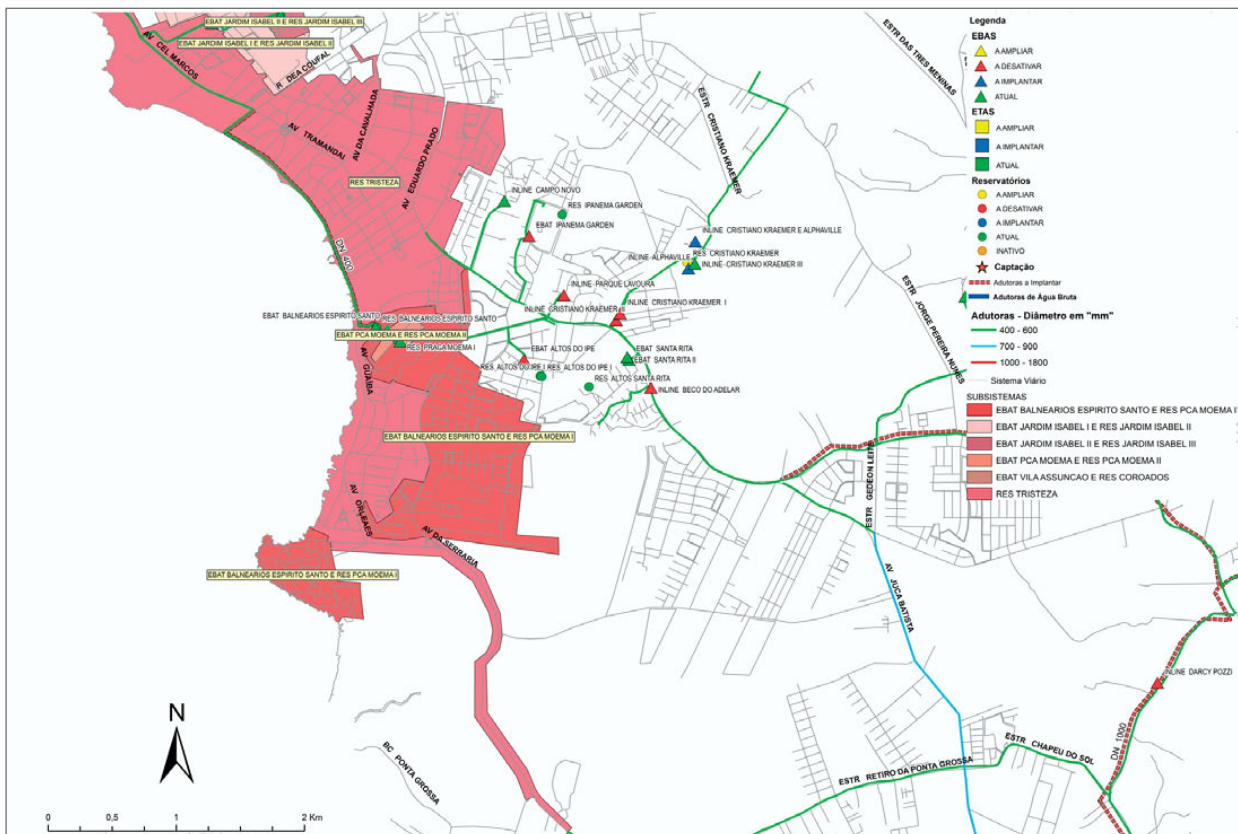 EBAT JARDIM ISABEL II E RES JARDIM ISABEL III
EBAT JARDIM ISABEL I E RES JARDIM ISABEL II
AV CEL MARCOS
R DEA COUFAL
AV TRAMANDAI
AV DA CAVALHADA
AV EDUARDO PRADO
RES TRISTEZA
DN 400
ESTR DAS TRES MENINAS
ESTR CRISTIANO KRAEMER
INLINE CAMPO NOVO
RES IPANEMA GARDEN
EBAT IPANEMA GARDEN
INLINE CRISTIANO KRAEMER E ALPHAVILLE
RES CRISTIANO KRAEMER
INLINE ALPHAVILLE
INLINE CRISTIANO KRAEMER III
INLINE PARQUE LAVOURA
INLINE CRISTIANO KRAEMER I
INLINE CRISTIANO KRAEMER II
EBAT BALNEARIOS ESPIRITO SANTO
RES BALNEARIOS ESPIRITO SANTO
EBAT PCA MOEMA E RES PCA MOEMA II
RES PRAÇA MOEMA I
AV GUAIBA
EBAT ALTOS DO IPE
RES ALTOS DO IPE I
RES ALTOS DO IPE I
EBAT SANTA RITA
EBAT SANTA RITA II
RES ALTOS SANTA RITA
INLINE BECO DO ADELAR
ESTR JORGE PEREIRA NUNES
EBAT BALNEARIOS ESPIRITO SANTO E RES PCA MOEMA I
AV ORLEAES
AV DA SERRARIA
EBAT BALNEARIOS ESPIRITO SANTO E RES PCA MOEMA I
ESTR GEDEON LEITE
AV JUCA BATISTA
INLINE DARCY POZZI
DN 1000
ESTR CHAPEU DO SOL
ESTR RETIRO DA PONTA GROSSA
BC PONTA GROSSA
N
0 0,5 1 2 Km
Legenda
EBAS
A AMPLIAR
A DESATIVAR
A IMPLANTAR
ATUAL
ETAS
A AMPLIAR
A IMPLANTAR
ATUAL
Reservatórios
A AMPLIAR
A DESATIVAR
A IMPLANTAR
ATUAL
INATIVO
Captação
Adutoras a Implantar
Adutoras de Água Bruta
Adutoras - Diâmetro em "mm"
400 - 600
700 - 900
1000 - 1800
Sistema Viário
SUBSISTEMAS
EBAT BALNEARIOS ESPIRITO SANTO E RES PCA MOEMA I
EBAT JARDIM ISABEL I E RES JARDIM ISABEL II
EBAT JARDIM ISABEL II E RES JARDIM ISABEL III
EBAT PCA MOEMA E RES PCA MOEMA II
EBAT VILA ASSUNCAO E RES COROADOS
RES TRISTEZA